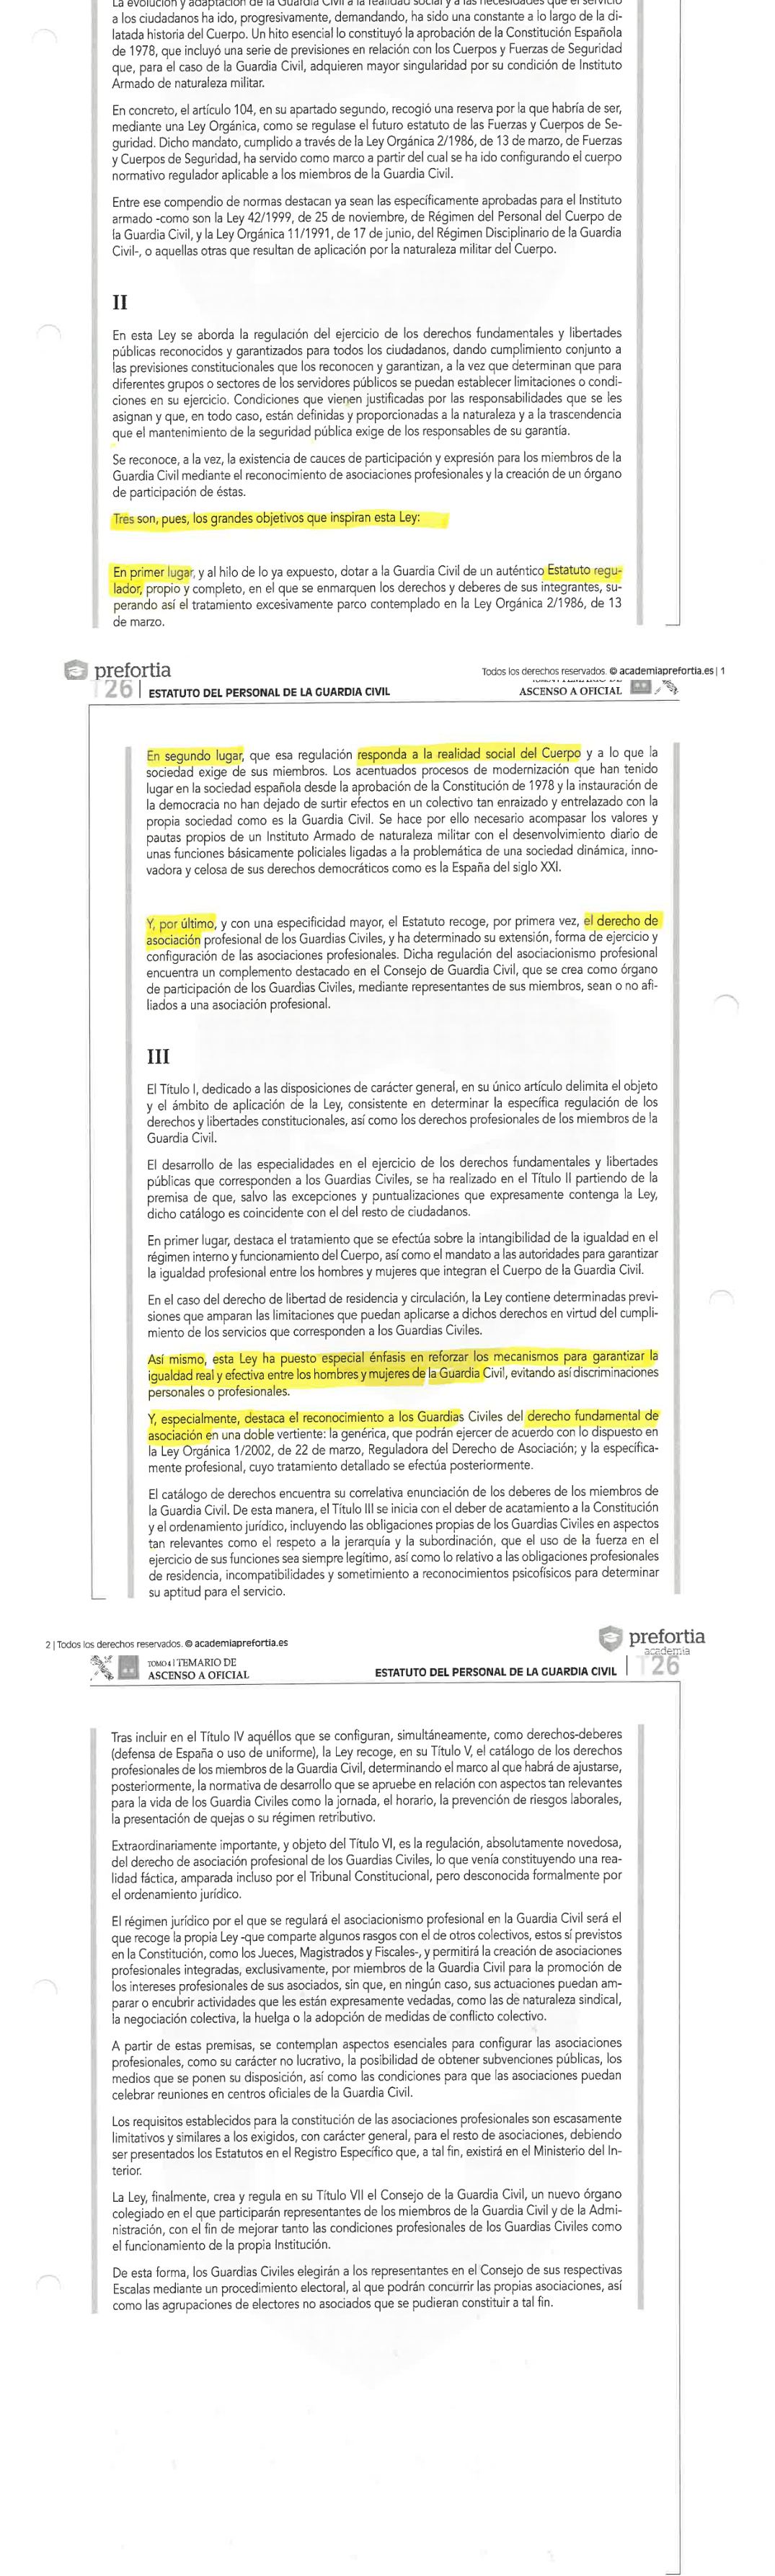 La evolución y adaptación de la Guardia Civil a la realidad social y a las necesidades que el servicio
a los ciudadanos ha ido, progresivamente, demandando, ha sido una constante a lo largo de la di-
latada historia del Cuerpo. Un hito esencial lo constituyó la aprobación de la Constitución Española
de 1978, que incluyó una serie de previsiones en relación con los Cuerpos y Fuerzas de Seguridad
que, para el caso de la Guardia Civil, adquieren mayor singularidad por su condición de Instituto
Armado de naturaleza militar.
En concreto, el artículo 104, en su apartado segundo, recogió una reserva por la que habría de ser,
mediante una Ley Orgánica, como se regulase el futuro estatuto de las Fuerzas y Cuerpos de Se-
guridad. Dicho mandato, cumplido a través de la Ley Orgánica 2/1986, de 13 de marzo, de Fuerzas
y Cuerpos de Seguridad, ha servido como marco a partir del cual se ha ido configurando el cuerpo
normativo regulador aplicable a los miembros de la Guardia Civil.
Entre ese compendio de normas destacan ya sean las específicamente aprobadas para el Instituto
armado -como son la Ley 42/1999, de 25 de noviembre, de Régimen del Personal del Cuerpo de
la Guardia Civil, y la Ley Orgánica 11/1991, de 17 de junio, del Régimen Disciplinario de la Guardia
Civil-, o aquellas otras que resultan de aplicación por la naturaleza militar del Cuerpo.
II
En esta Ley se aborda la regulación del ejercicio de los derechos fundamentales y libertades
públicas reconocidos y garantizados para todos los ciudadanos, dando cumplimiento conjunto a
las previsiones constitucionales que los reconocen y garantizan, a la vez que determinan que para
diferentes grupos o sectores de los servidores públicos se puedan establecer limitaciones o condi-
ciones en su ejercicio. Condiciones que vienen justificadas por las responsabilidades que se les
asignan y que, en todo caso, están definidas y proporcionadas a la naturaleza y a la trascendencia
que el mantenimiento de la seguridad pública exige de los responsables de su garantía.
Se reconoce, a la vez, la existencia de cauces de participación y expresión para los miembros de la
Guardia Civil mediante el reconocimiento de asociaciones profesionales y la creación de un órgano
de participación de éstas.
Tres son, pues, los grandes objetivos que inspiran esta Ley:
En primer lugar, y al hilo de lo ya expuesto, dotar a la Guardia Civil de un auténtico Estatuto regu-
lador, propio y completo, en el que se enmarquen los derechos y deberes de sus integrantes, su-
perando así el tratamiento excesivamente parco contemplado en la Ley Orgánica 2/1986, de 13
de marzo.
prefortia
Todos los derechos reservados. © academiaprefortia.es | 1
T26 ESTATUTO DEL PERSONAL DE LA GUARDIA CIVIL
ASCENSO A OFICIAL
En segundo lugar, que esa regulación responda a la realidad social del Cuerpo y a lo que la
sociedad exige de sus miembros. Los acentuados procesos de modernización que han tenido
lugar en la sociedad española desde la aprobación de la Constitución de 1978 y la instauración de
la democracia no han dejado de surtir efectos en un colectivo tan enraizado y entrelazado con la
propia sociedad como es la Guardia Civil. Se hace por ello necesario acompasar los valores y
pautas propios de un Instituto Armado de naturaleza militar con el desenvolvimiento diario de
unas funciones básicamente policiales ligadas a la problemática de una sociedad dinámica, inno-
vadora y celosa de sus derechos democráticos como es la España del siglo XXI.
Y, por último, y con una especificidad mayor, el Estatuto recoge, por primera vez, el derecho de
asociación profesional de los Guardias Civiles, y ha determinado su extensión, forma de ejercicio y
configuración de las asociaciones profesionales. Dicha regulación del asociacionismo profesional
encuentra un complemento destacado en el Consejo de Guardia Civil, que se crea como órgano
de participación de los Guardias Civiles, mediante representantes de sus miembros, sean o no afi-
liados a una asociación profesional.
III
El Título I, dedicado a las disposiciones de carácter general, en su único artículo delimita el objeto
y el ámbito de aplicación de la Ley, consistente en determinar la específica regulación de los
derechos y libertades constitucionales, así como los derechos profesionales de los miembros de la
Guardia Civil.
El desarrollo de las especialidades en el ejercicio de los derechos fundamentales y libertades
públicas que corresponden a los Guardias Civiles, se ha realizado en el Título II partiendo de la
premisa de que, salvo las excepciones y puntualizaciones que expresamente contenga la Ley,
dicho catálogo es coincidente con el del resto de ciudadanos.
En primer lugar, destaca el tratamiento que se efectúa sobre la intangibilidad de la igualdad en el
régimen interno y funcionamiento del Cuerpo, así como el mandato a las autoridades para garantizar
la igualdad profesional entre los hombres y mujeres que integran el Cuerpo de la Guardia Civil.
En el caso del derecho de libertad de residencia y circulación, la Ley contiene determinadas previ-
siones que amparan las limitaciones que puedan aplicarse a dichos derechos en virtud del cumpli-
miento de los servicios que corresponden a los Guardias Civiles.
Así mismo, esta Ley ha puesto especial énfasis en reforzar los mecanismos para garantizar la
igualdad real y efectiva entre los hombres y mujeres de la Guardia Civil, evitando así discriminaciones
personales o profesionales.
Y, especialmente, destaca el reconocimiento a los Guardias Civiles del derecho fundamental de
asociación en una doble vertiente: la genérica, que podrán ejercer de acuerdo con lo dispuesto en
la Ley Orgánica 1/2002, de 22 de marzo, Reguladora del Derecho de Asociación; y la específica-
mente profesional, cuyo tratamiento detallado se efectúa posteriormente.
El catálogo de derechos encuentra su correlativa enunciación de los deberes de los miembros de
la Guardia Civil. De esta manera, el Título III se inicia con el deber de acatamiento a la Constitución
y el ordenamiento jurídico, incluyendo las obligaciones propias de los Guardias Civiles en aspectos
tan relevantes como el respeto a la jerarquía y la subordinación, que el uso de la fuerza en el
ejercicio de sus funciones sea siempre legítimo, así como lo relativo a las obligaciones profesionales
de residencia, incompatibilidades y sometimiento a reconocimientos psicofísicos para determinar
su aptitud para el servicio.
2 | Todos los derechos reservados. © academiaprefortia.es
prefortia
academia
TOMO 4 | TEMARIO DE
ASCENSO A OFICIAL
ESTATUTO DEL PERSONAL DE LA GUARDIA CIVIL T26
Tras incluir en el Título IV aquéllos que se configuran, simultáneamente, como derechos-deberes
(defensa de España o uso de uniforme), la Ley recoge, en su Título V, el catálogo de los derechos
profesionales de los miembros de la Guardia Civil, determinando el marco al que habrá de ajustarse,
posteriormente, la normativa de desarrollo que se apruebe en relación con aspectos tan relevantes
para la vida de los Guardias Civiles como la jornada, el horario, la prevención de riesgos laborales,
la presentación de quejas o su régimen retributivo.
Extraordinariamente importante, y objeto del Título VI, es la regulación, absolutamente novedosa,
del derecho de asociación profesional de los Guardias Civiles, lo que venía constituyendo una rea-
lidad fáctica, amparada incluso por el Tribunal Constitucional, pero desconocida formalmente por
el ordenamiento jurídico.
El régimen jurídico por el que se regulará el asociacionismo profesional en la Guardia Civil será el
que recoge la propia Ley -que comparte algunos rasgos con el de otros colectivos, estos sí previstos
en la Constitución, como los Jueces, Magistrados y Fiscales-, y permitirá la creación de asociaciones
profesionales integradas, exclusivamente, por miembros de la Guardia Civil para la promoción de
los intereses profesionales de sus asociados, sin que, en ningún caso, sus actuaciones puedan am-
parar o encubrir actividades que les están expresamente vedadas, como las de naturaleza sindical,
la negociación colectiva, la huelga o la adopción de medidas de conflicto colectivo.
A partir de estas premisas, se contemplan aspectos esenciales para configurar las asociaciones
profesionales, como su carácter no lucrativo, la posibilidad de obtener subvenciones públicas, los
medios que se ponen su disposición, así como las condiciones para que las asociaciones puedan
celebrar reuniones en centros oficiales de la Guardia Civil.
Los requisitos establecidos para la constitución de las asociaciones profesionales son escasamente
limitativos y similares a los exigidos, con carácter general, para el resto de asociaciones, debiendo
ser presentados los Estatutos en el Registro Específico que, a tal fin, existirá en el Ministerio del In-
terior.
La Ley, finalmente, crea y regula en su Título VII el Consejo de la Guardia Civil, un nuevo órgano
colegiado en el que participarán representantes de los miembros de la Guardia Civil y de la Admi-
nistración, con el fin de mejorar tanto las condiciones profesionales de los Guardias Civiles como
el funcionamiento de la propia Institución.
De esta forma, los Guardias Civiles elegirán a los representantes en el Consejo de sus respectivas
Escalas mediante un procedimiento electoral, al que podrán concurrir las propias asociaciones, así
como las agrupaciones de electores no asociados que se pudieran constituir a tal fin.